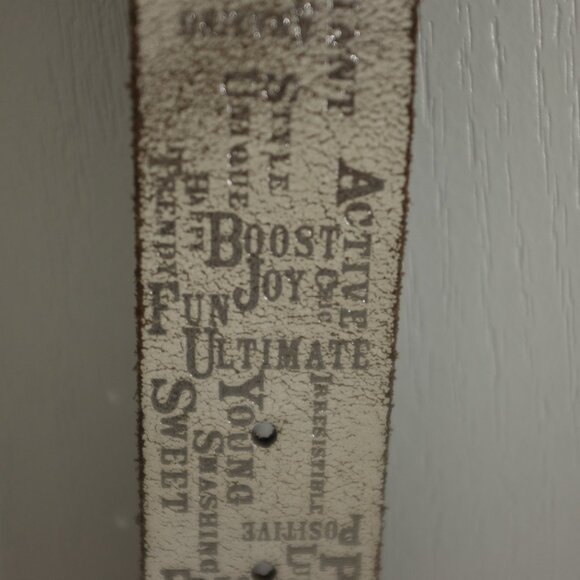 Style
Unique
Active
Trendy
Happy
Boost
Joy
Chic
Fun
Ultimate
Irresistible
Young
Sweet
Smashing
Positive